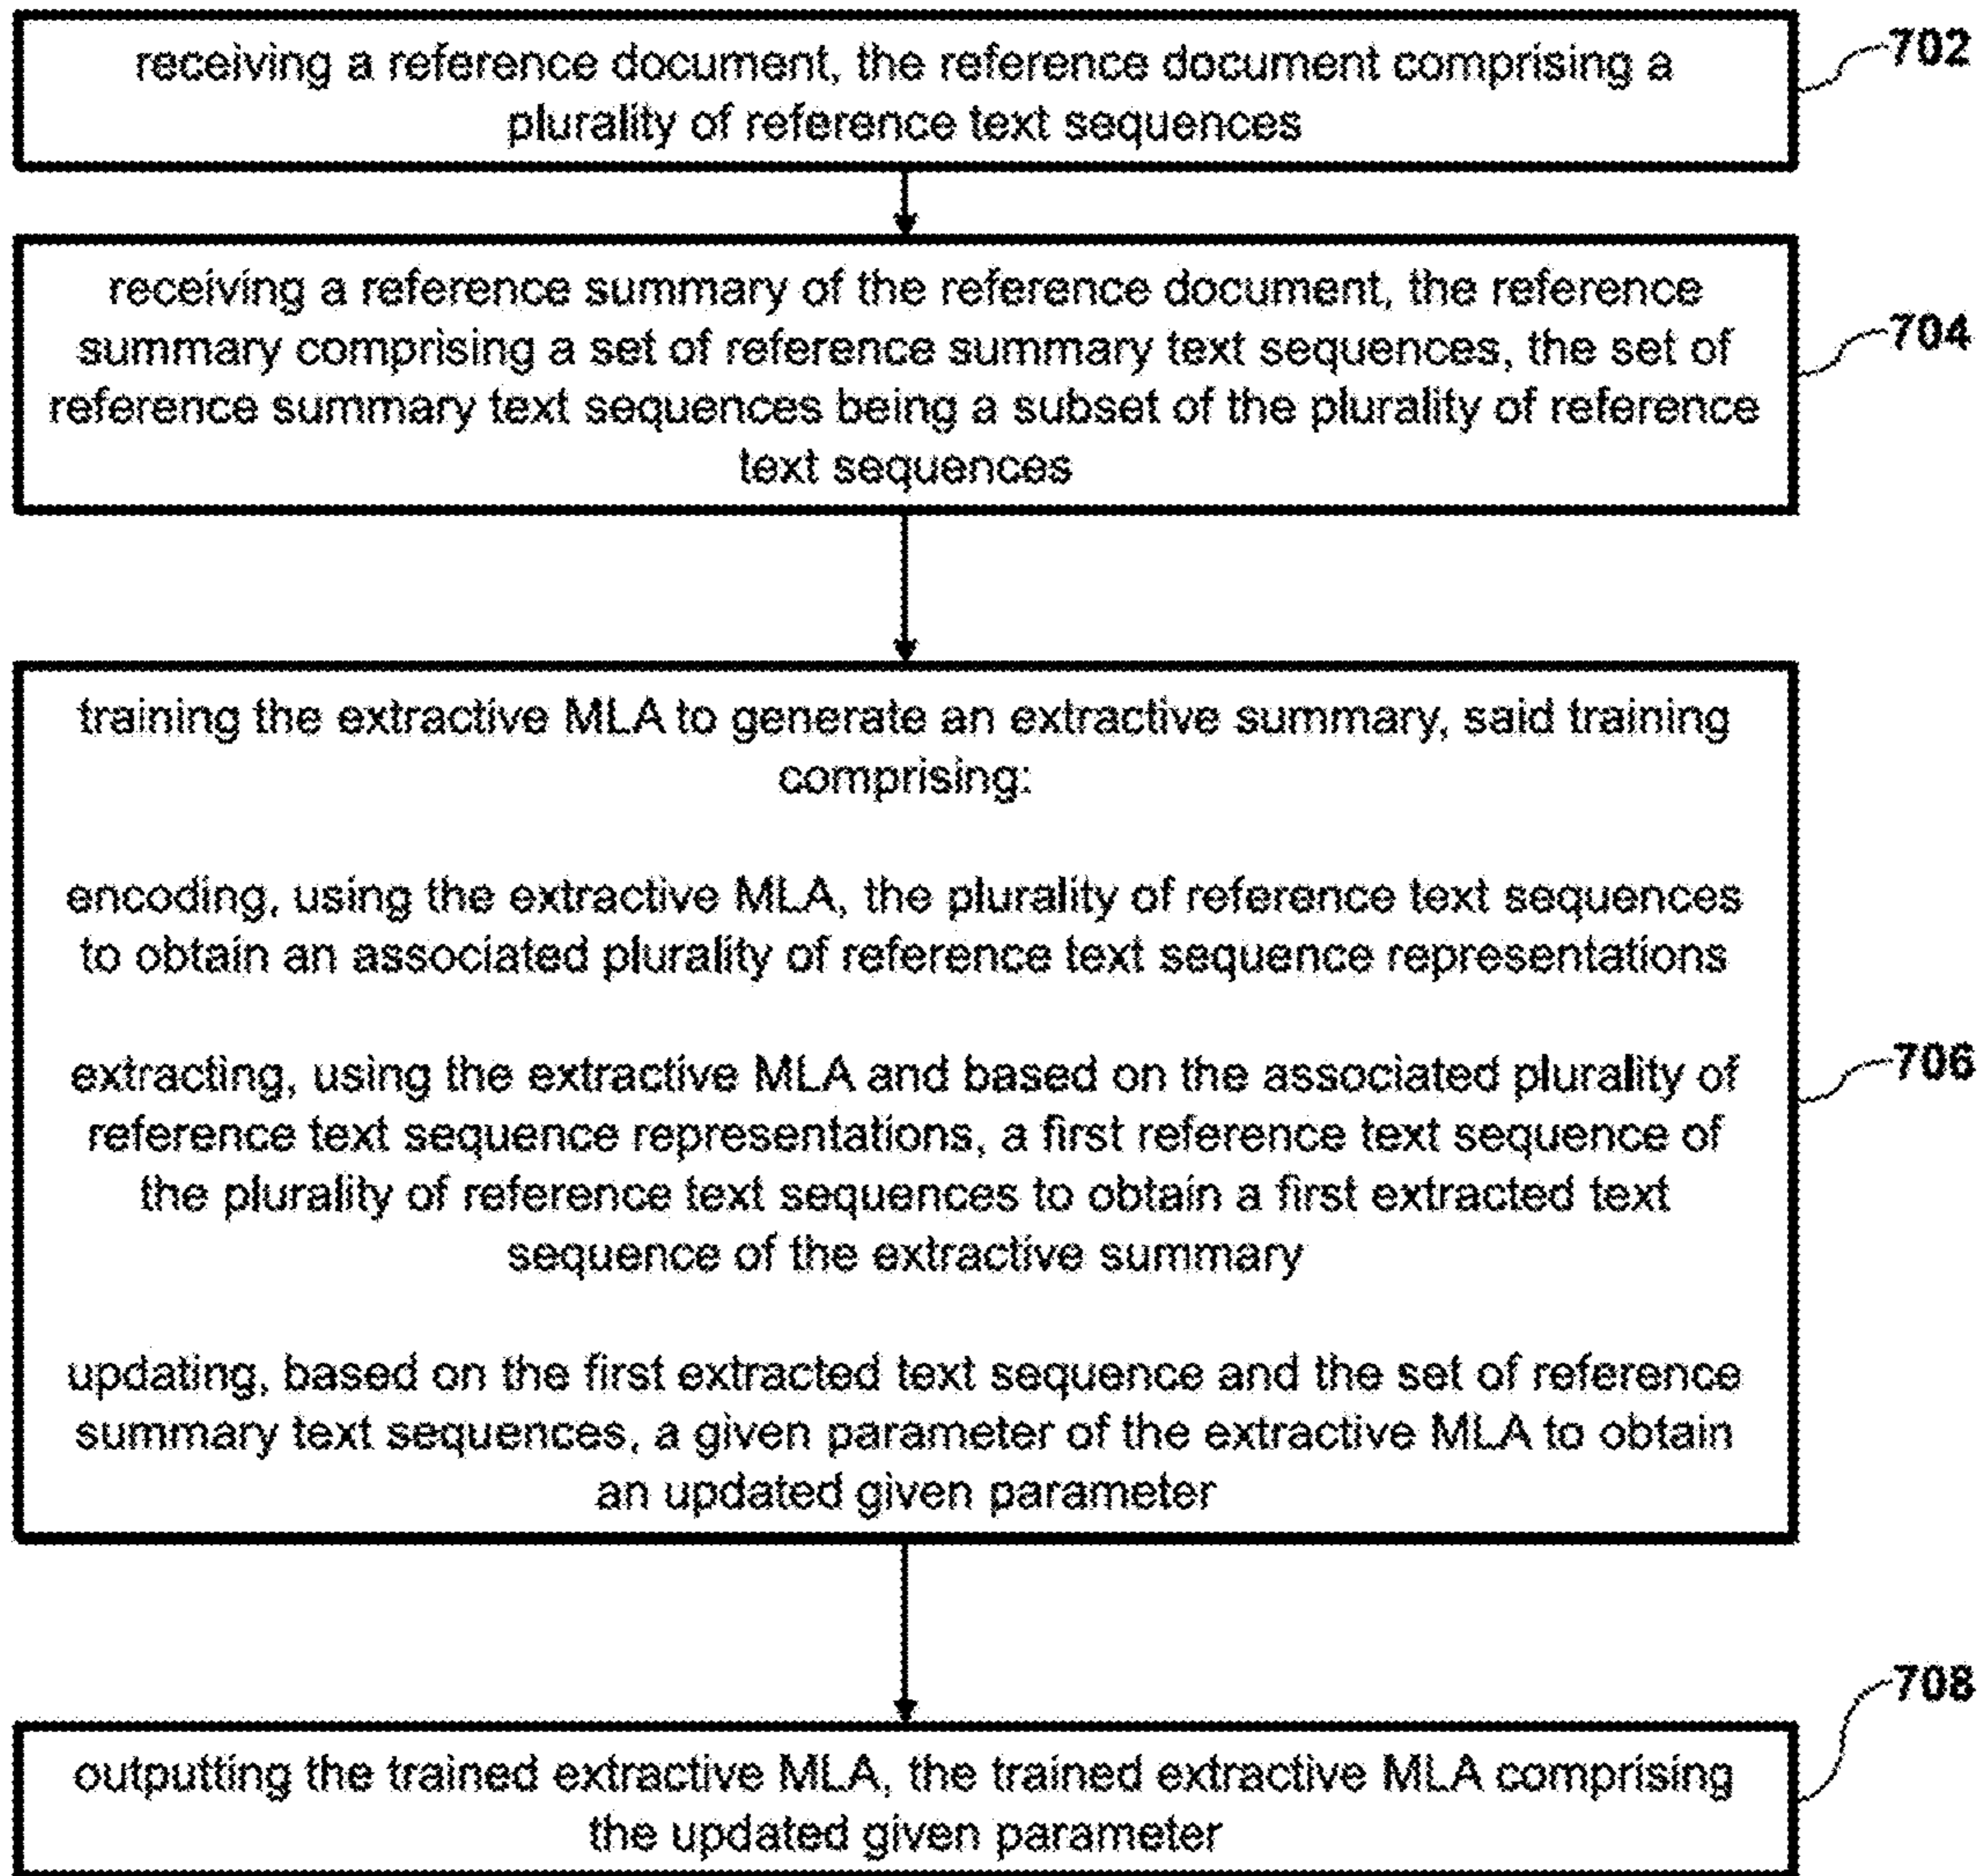 receiving a reference document, the reference document comprising a
plurality of reference text sequences
702
receiving a reference summary of the reference document, the reference
summary comprising a set of reference summary text sequences, the set of
reference summary text sequences being a subset of the plurality of reference
text sequences
704
training the extractive MLA to generate an extractive summary, said training
comprising:
encoding, using the extractive MLA, the plurality of reference text sequences
to obtain an associated plurality of reference text sequence representations
extracting, using the extractive MLA and based on the associated plurality of
reference text sequence representations, a first reference text sequence of
the plurality of reference text sequences to obtain a first extracted text
sequence of the extractive summary
updating, based on the first extracted text sequence and the set of reference
summary text sequences, a given parameter of the extractive MLA to obtain
an updated given parameter
706
outputting the trained extractive MLA, the trained extractive MLA comprising
the updated given parameter
708